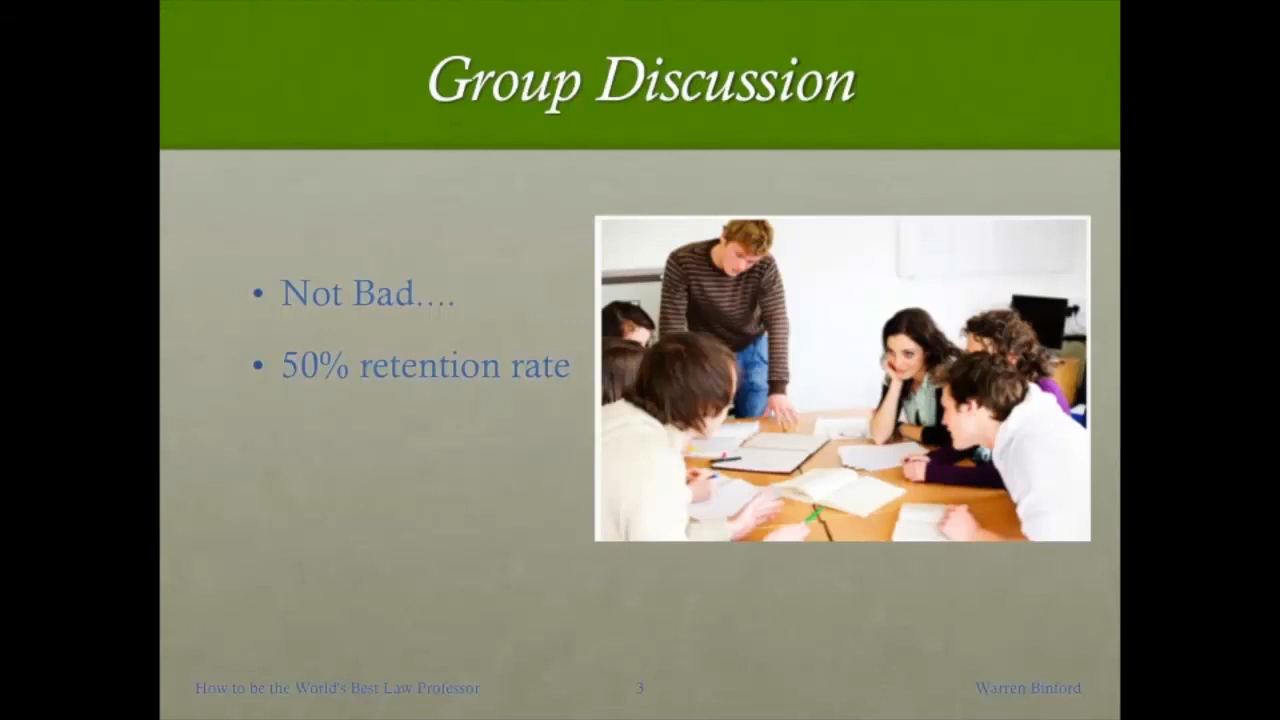 Group Discussion
• Not Bad....
• 50% retention rate
How to be the World's Best Law Professor
3
Warren Binford